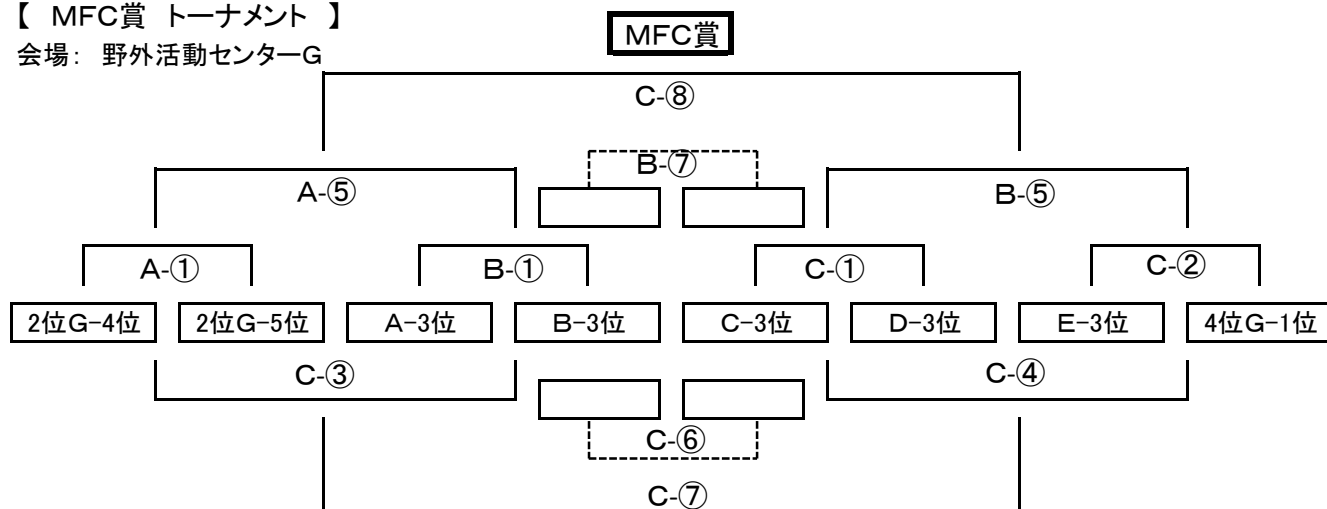 【　ＭＦＣ賞　トーナメント　】
ＭＦＣ賞
会場：　野外活動センターＧ
Ｃ-⑧
Ｂ-⑦
Ａ-⑤
Ｂ-⑤
Ａ-①
Ｂ-①
Ｃ-①
Ｃ-②
2位Ｇ-4位
2位Ｇ-5位
Ａ-3位
Ｂ-3位
Ｃ-3位
Ｄ-3位
Ｅ-3位
4位Ｇ-1位
Ｃ-③
Ｃ-④
Ｃ-⑥
Ｃ-⑦